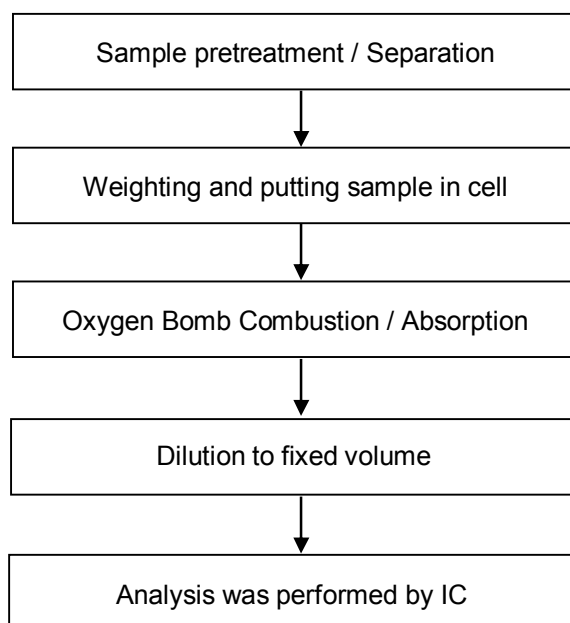 Sample pretreatment / Separation
Weighting and putting sample in cell
Oxygen Bomb Combustion / Absorption
Dilution to fixed volume
Analysis was performed by IC